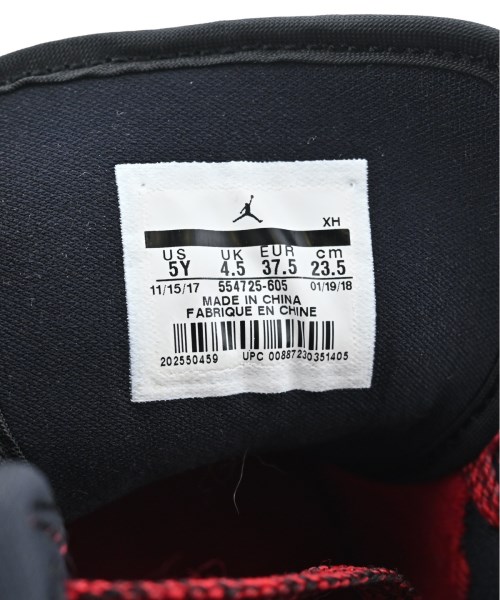 XH
US UK EUR cm
5Y 4.5 37.5 23.5
11/15/17 554725-605 01/19/18
MADE IN CHINA
FABRIQUE EN CHINE
202550459 UPC 00887230351405